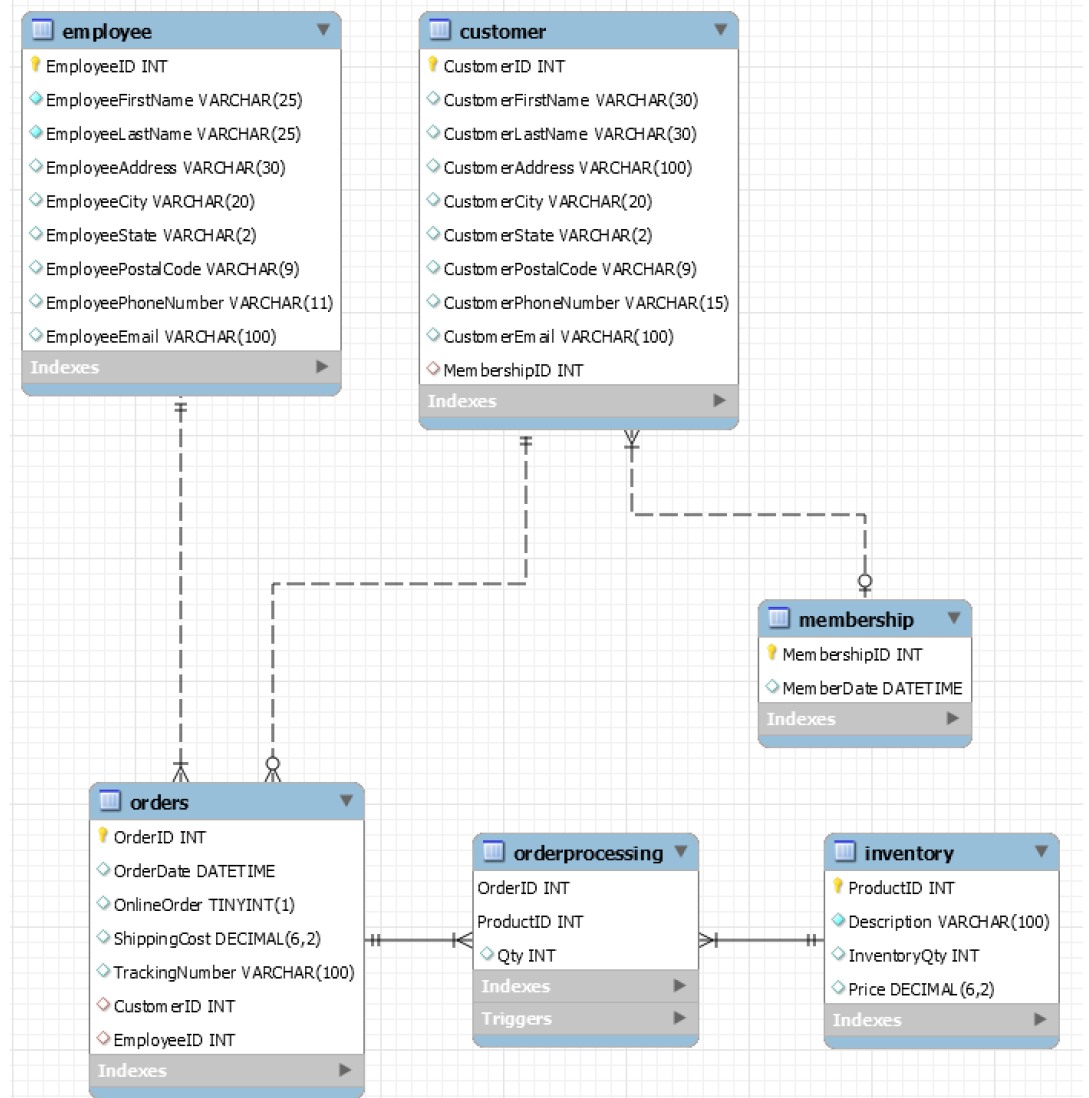 employee
EmployeeID INT
EmployeeFirstName VARCHAR(25)
EmployeeLastName VARCHAR(25)
EmployeeAddress VARCHAR(30)
EmployeeCity VARCHAR(20)
EmployeeState VARCHAR(2)
EmployeePostalCode VARCHAR(9)
EmployeePhoneNumber VARCHAR(11)
EmployeeEmail VARCHAR(100)
Indexes
customer
CustomerID INT
CustomerFirstName VARCHAR(30)
CustomerLastName VARCHAR(30)
CustomerAddress VARCHAR(100)
CustomerCity VARCHAR(20)
CustomerState VARCHAR(2)
CustomerPostalCode VARCHAR(9)
CustomerPhoneNumber VARCHAR(15)
CustomerEmail VARCHAR(100)
MembershipID INT
Indexes
membership
MembershipID INT
MemberDate DATETIME
Indexes
orders
OrderID INT
OrderDate DATETIME
OnlineOrder TINYINT(1)
ShippingCost DECIMAL(6,2)
TrackingNumber VARCHAR(100)
CustomerID INT
EmployeeID INT
Indexes
orderprocessing
OrderID INT
ProductID INT
Qty INT
Indexes
Triggers
inventory
ProductID INT
Description VARCHAR(100)
InventoryQty INT
Price DECIMAL(6,2)
Indexes